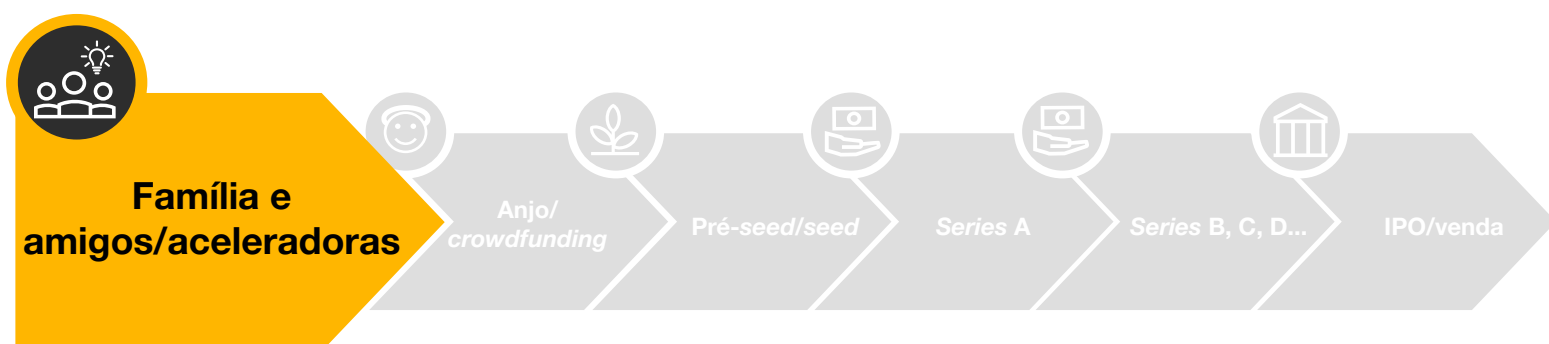 Família e
amigos/aceleradoras
Anjo/
crowdfunding
Pré-seed/seed
Series A
Series B, C, D...
IPO/venda